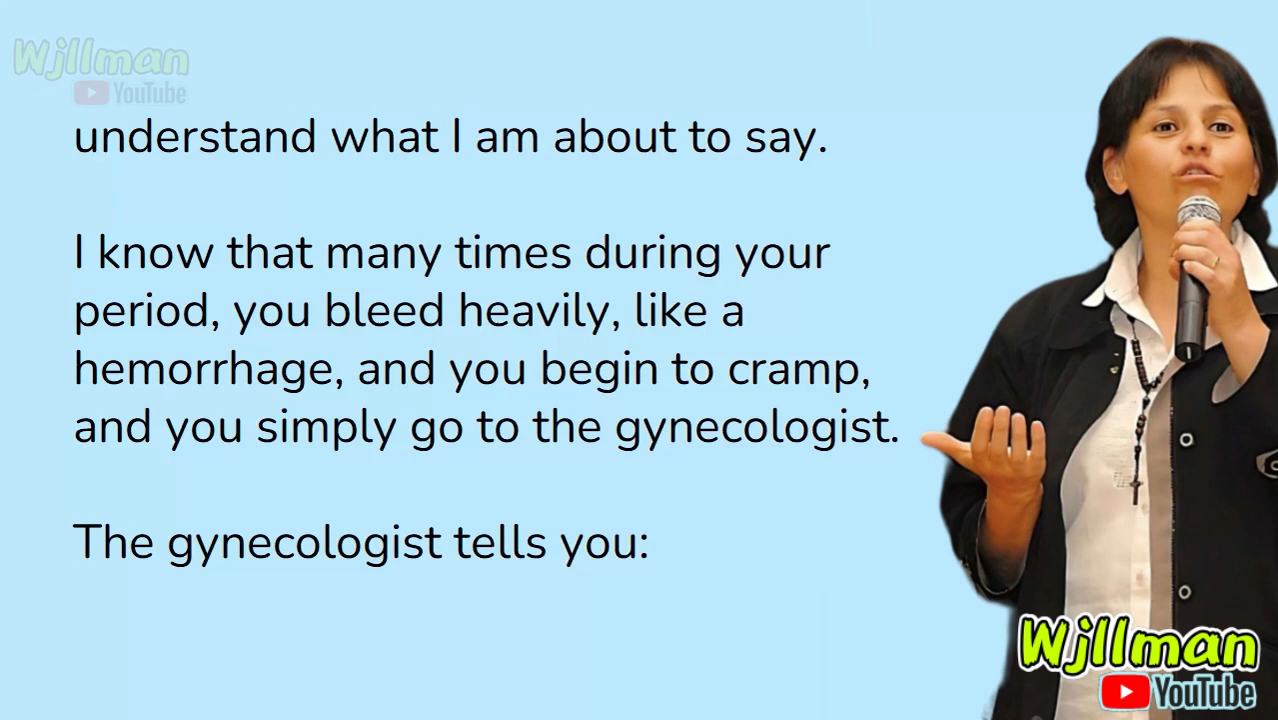 Wjllman
YouTube
understand what I am about to say.
I know that many times during your
period, you bleed heavily, like a
hemorrhage, and you begin to cramp,
and you simply go to the gynecologist.
The gynecologist tells you:
Wjllman
YouTube